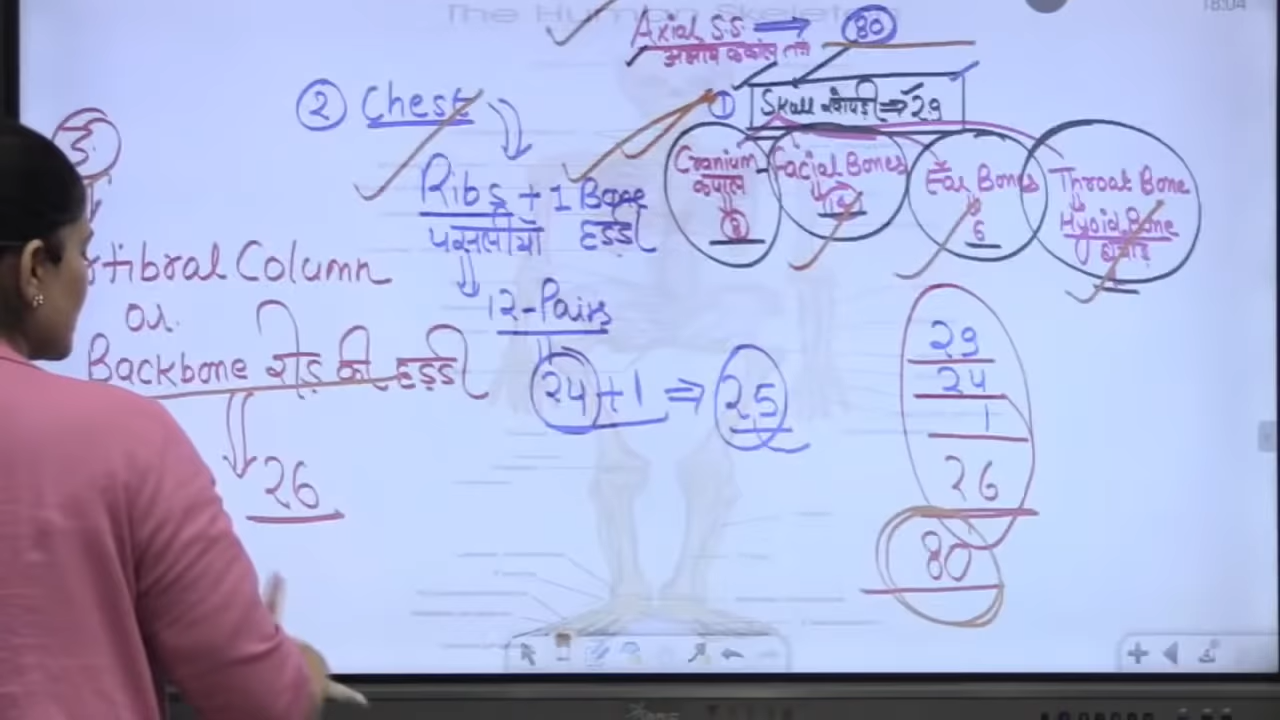 The Human Skeleton
18:04
Axial S.S. ⇒ 80
② Chest
① Skull खोपड़ी ⇒ 29
Cranium
कपाल
8
Facial Bones
Ear Bones
6
Throat Bone
Hyoid Bone
Ribs + 1 Bone
पसलीयाँ हड्डी
12-Pairs
24 + 1 ⇒ 25
3.
rtibral Column
or
Backbone रीड़ की हड्डी
26
29
24
1
26
80